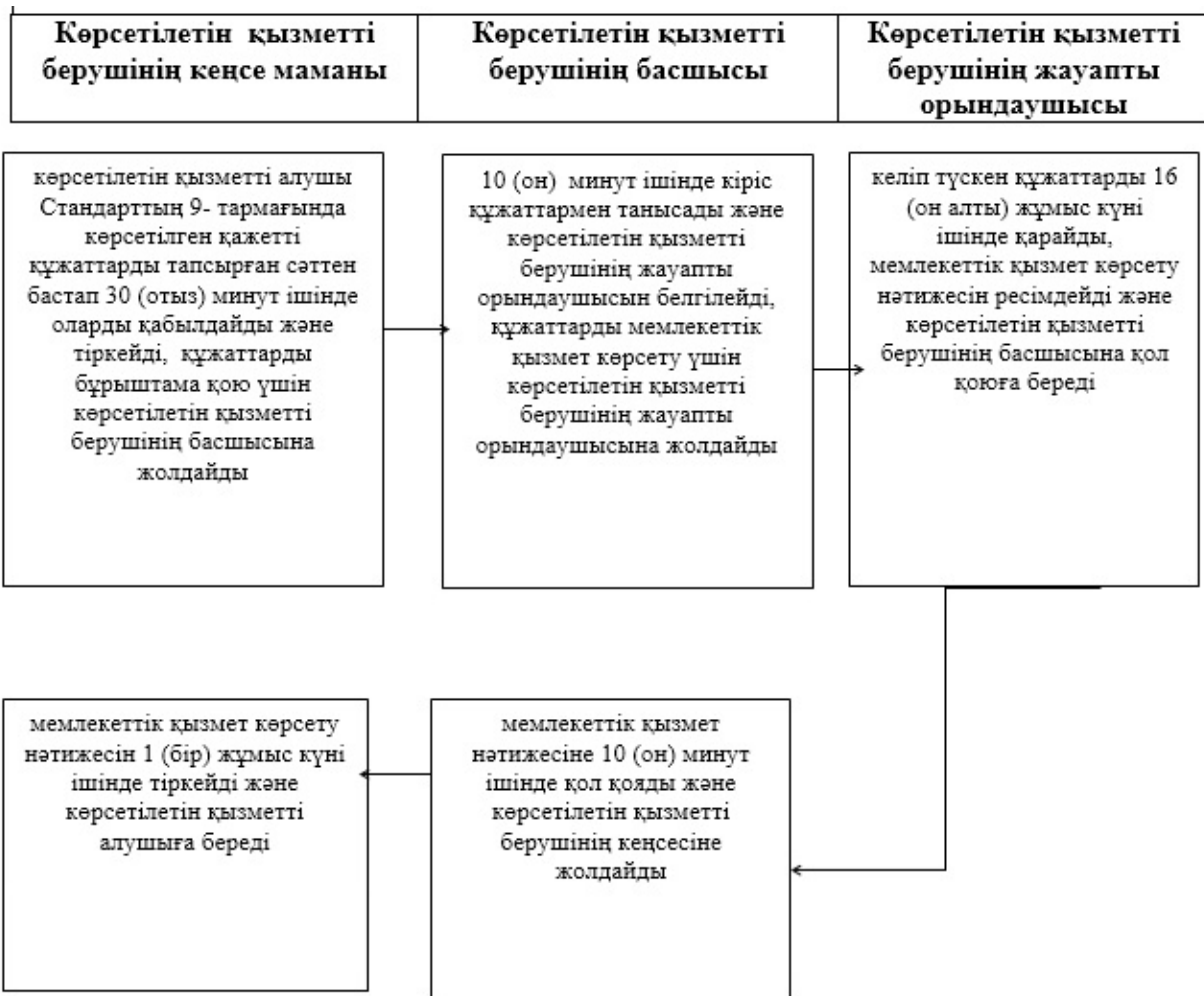 Көрсетілетін қызметті
берушінің кеңсе маманы
Көрсетілетін қызметті
берушінің басшысы
Көрсетілетін қызметті
берушінің жауапты
орындаушысы
көрсетілетін қызметті алушы
Стандарттың 9- тармағында
көрсетілген қажетті
құжаттарды тапсырған сәттен
бастап 30 (отыз) минут ішінде
оларды қабылдайды және
тіркейді, құжаттарды
бұрыштама қою үшін
көрсетілетін қызметті
берушінің басшысына
жолдайды
10 (он) минут ішінде кіріс
құжаттармен танысады және
көрсетілетін қызметті
берушінің жауапты
орындаушысын белгілейді,
құжаттарды мемлекеттік
қызмет көрсету үшін
көрсетілетін қызметті
берушінің жауапты
орындаушысына жолдайды
келіп түскен құжаттарды 16
(он алты) жұмыс күні
ішінде қарайды,
мемлекеттік қызмет көрсету
нәтижесін ресімдейді және
көрсетілетін қызметті
берушінің басшысына қол
қоюға береді
мемлекеттік қызмет көрсету
нәтижесін 1 (бір) жұмыс күні
ішінде тіркейді және
көрсетілетін қызметті
алушыға береді
мемлекеттік қызмет
нәтижесіне 10 (он) минут
ішінде қол қояды және
көрсетілетін қызметті
берушінің кеңсесіне
жолдайды